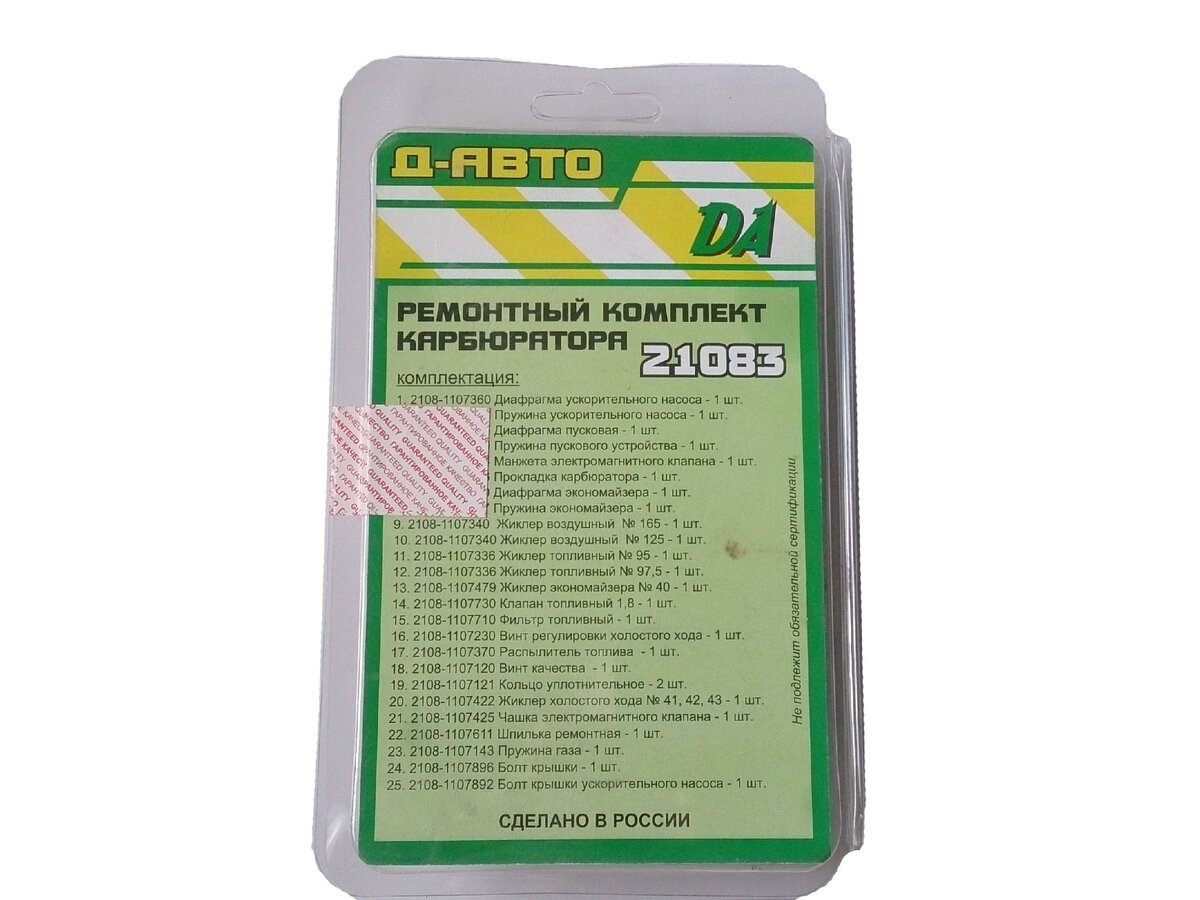 Д-АВТО
DA
РЕМОНТНЫЙ КОМПЛЕКТ
КАРБЮРАТОРА
21083
комплектация:
1. 2108-1107360 Диафрагма ускорительного насоса - 1 шт.
Пружина ускорительного насоса - 1 шт.
Диафрагма пусковая - 1 шт.
Пружина пускового устройства - 1 шт.
Манжета электромагнитного клапана - 1 шт.
Прокладка карбюратора - 1 шт.
Диафрагма экономайзера - 1 шт.
Пружина экономайзера - 1 шт.
9. 2108-1107340 Жиклер воздушный № 165 - 1 шт.
10. 2108-1107340 Жиклер воздушный № 125 - 1 шт.
11. 2108-1107336 Жиклер топливный № 95 - 1 шт.
12. 2108-1107336 Жиклер топливный № 97,5 - 1 шт.
13. 2108-1107479 Жиклер экономайзера № 40 - 1 шт.
14. 2108-1107730 Клапан топливный 1,8 - 1 шт.
15. 2108-1107710 Фильтр топливный - 1 шт.
16. 2108-1107230 Винт регулировки холостого хода - 1 шт.
17. 2108-1107370 Распылитель топлива - 1 шт.
18. 2108-1107120 Винт качества - 1 шт.
19. 2108-1107121 Кольцо уплотнительное - 2 шт.
20. 2108-1107422 Жиклер холостого хода № 41, 42, 43 - 1 шт.
21. 2108-1107425 Чашка электромагнитного клапана - 1 шт.
22. 2108-1107611 Шпилька ремонтная - 1 шт.
23. 2108-1107143 Пружина газа - 1 шт.
24. 2108-1107896 Болт крышки - 1 шт.
25. 2108-1107892 Болт крышки ускорительного насоса - 1 шт.
СДЕЛАНО В РОССИИ
Не подлежит обязательной сертификации.
GUARANTEED QUALITY ГАРАНТИРОВАННОЕ КАЧЕСТВО